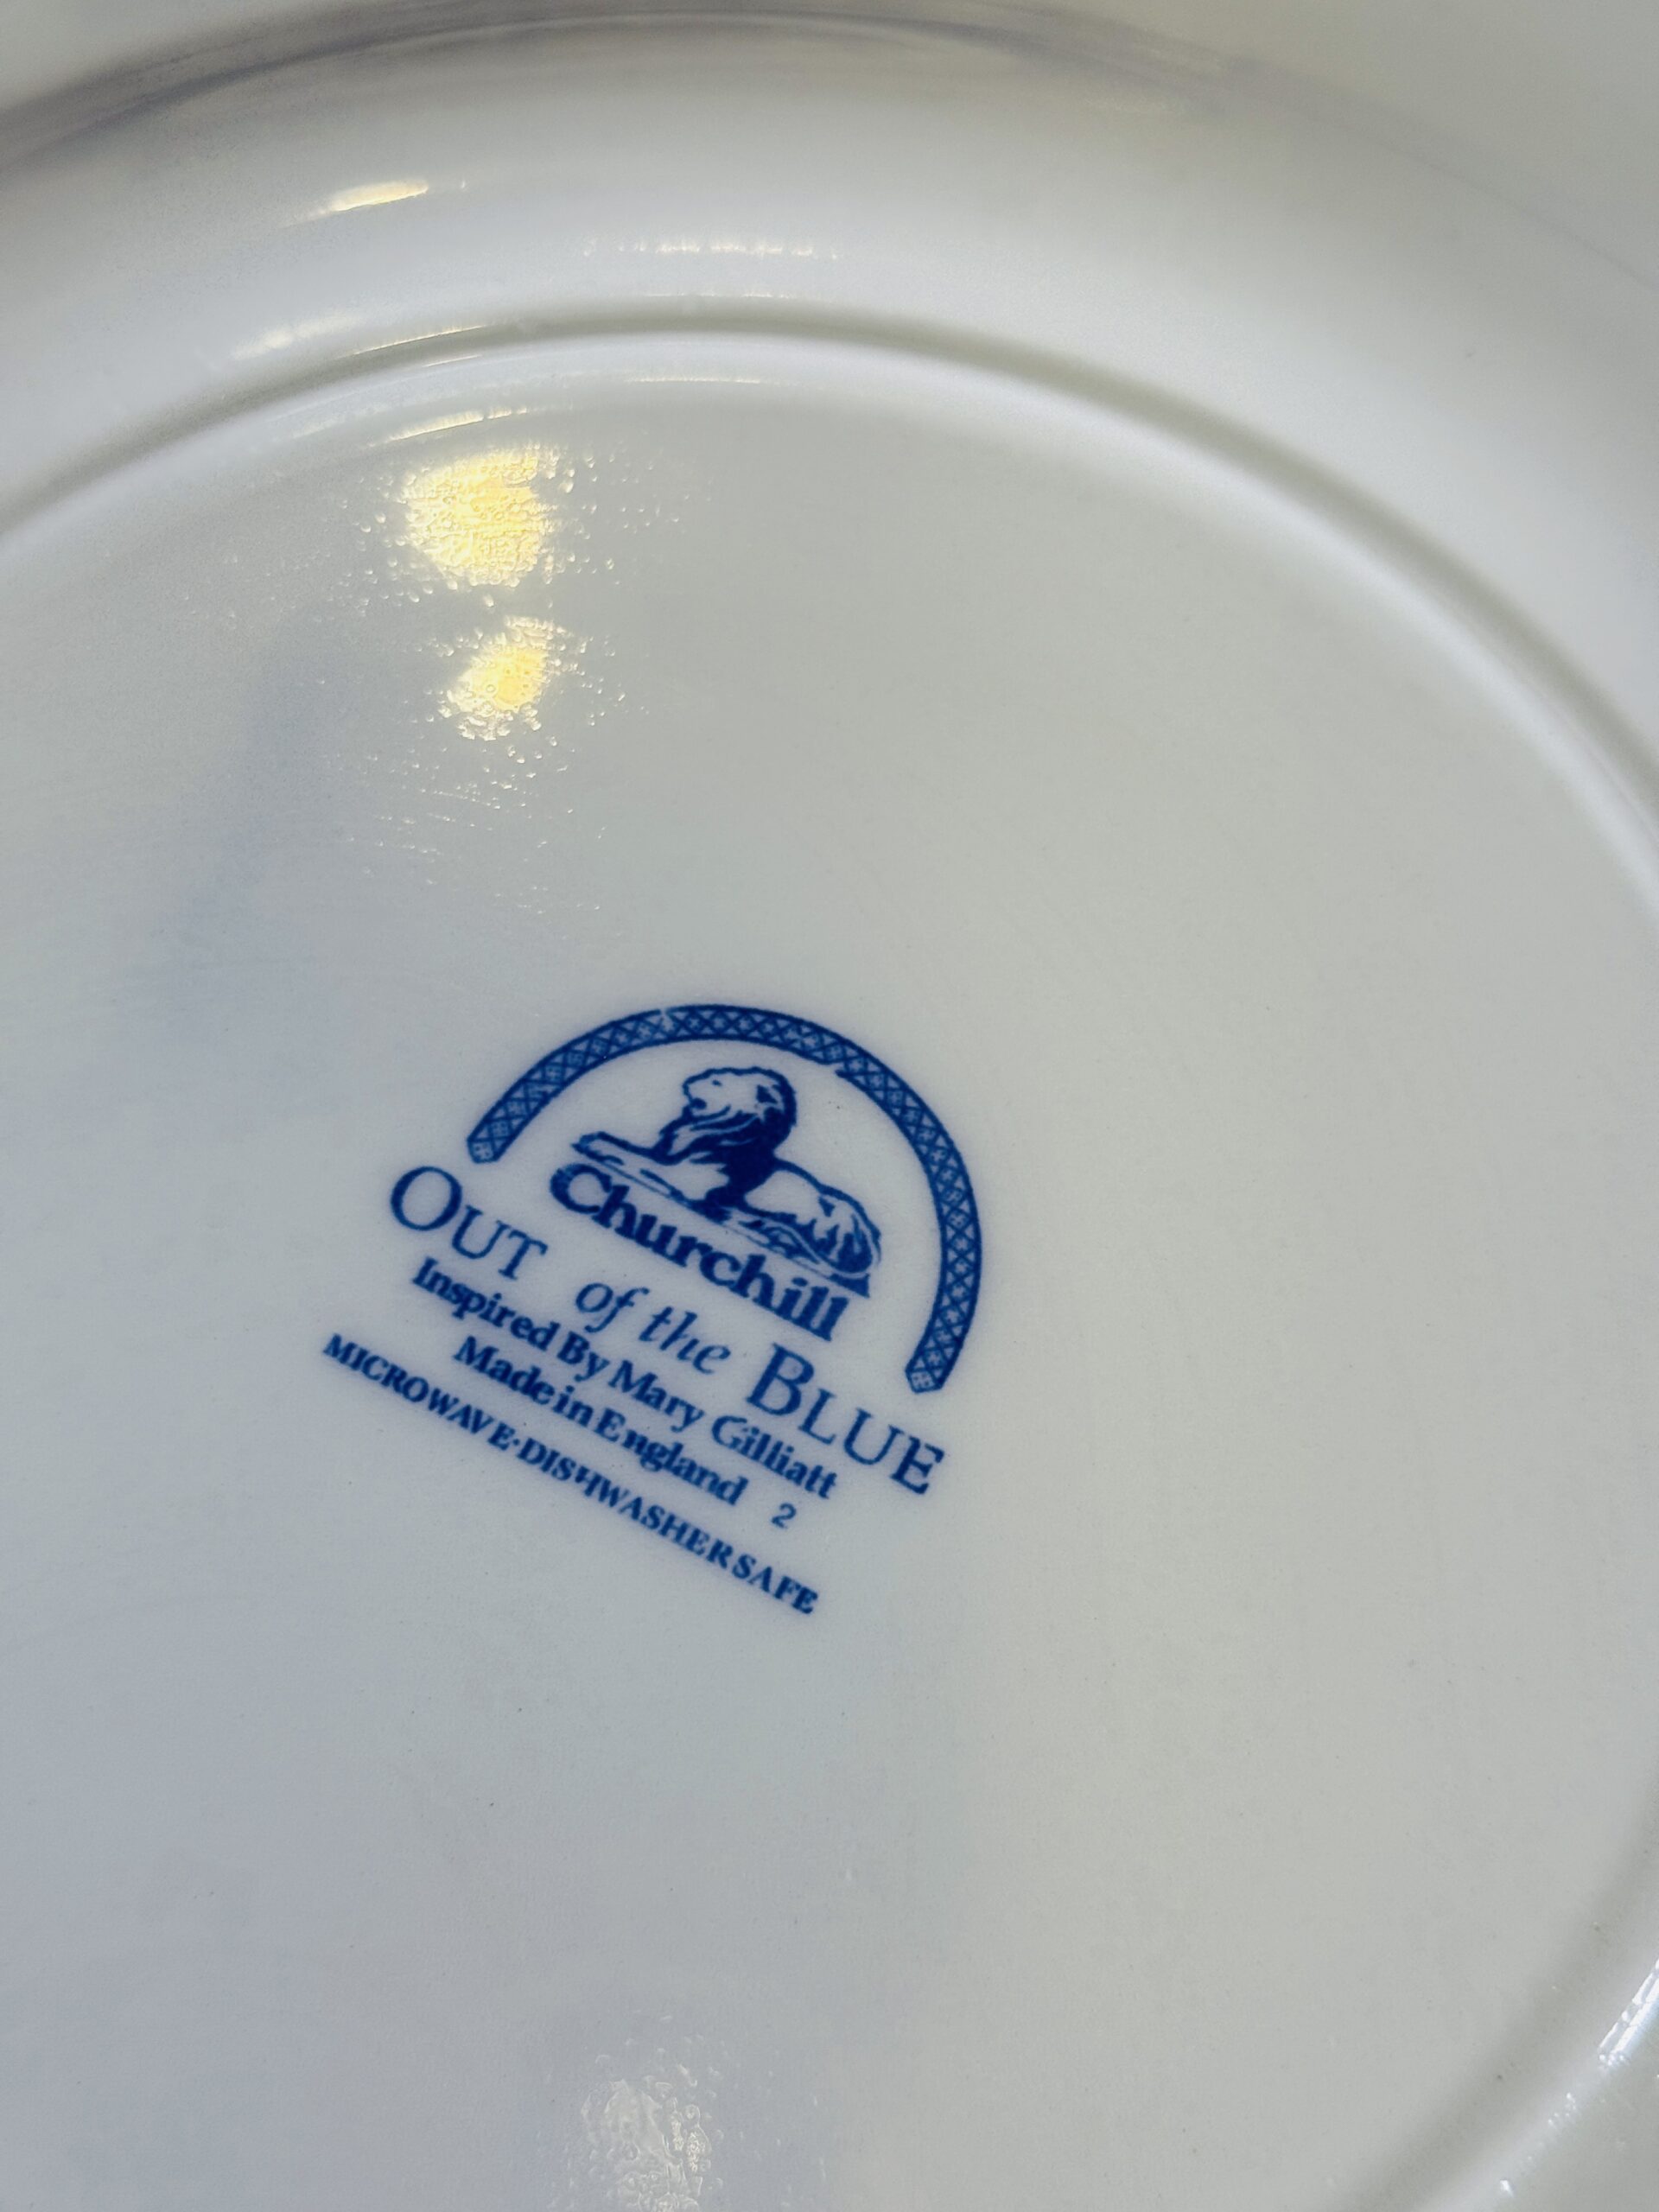 Churchill
OUT of the BLUE
Inspired By Mary Gilliatt
Made in England 2
MICROWAVE·DISHWASHER SAFE